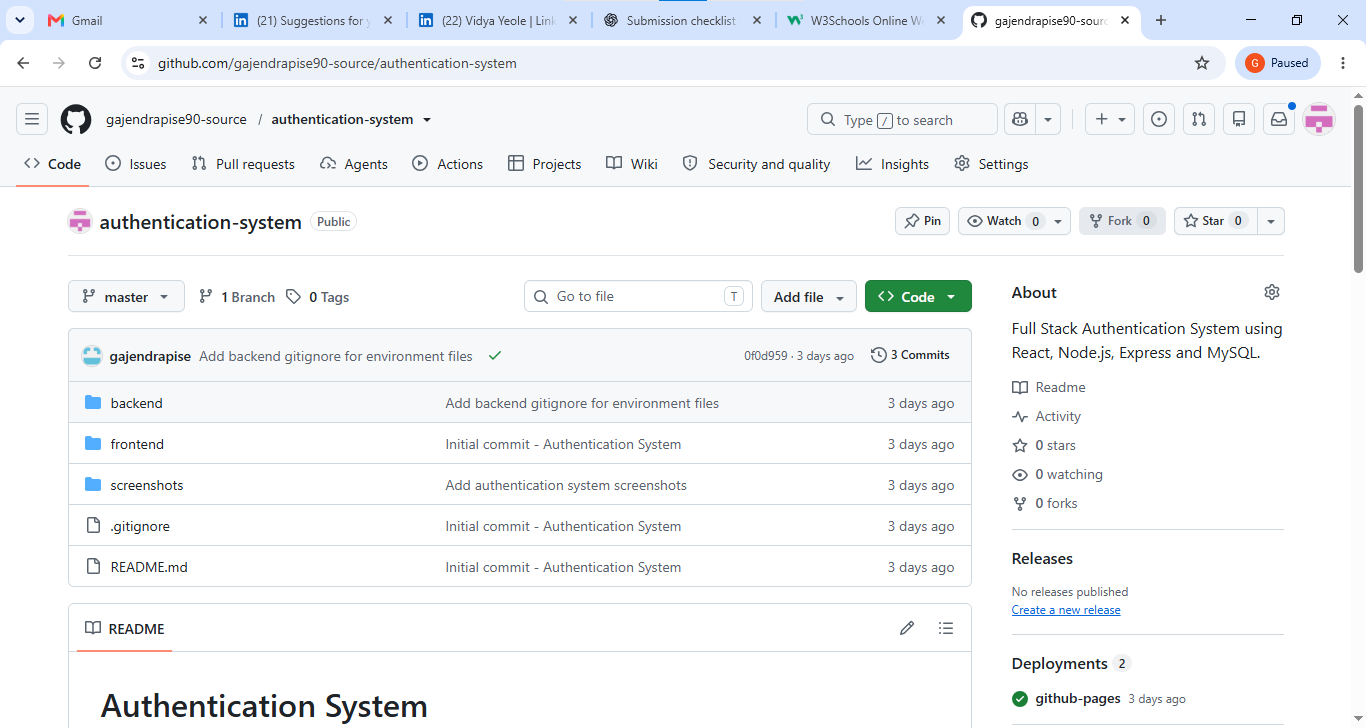 Gmail
(21) Suggestions for y
(22) Vidya Yeole | Link
Submission checklist
W3Schools Online We
gajendrapise90-sourc
github.com/gajendrapise90-source/authentication-system
G Paused
gajendrapise90-source / authentication-system
Type / to search
Code Issues Pull requests Agents Actions Projects Wiki Security and quality Insights Settings
authentication-system Public
Pin Watch 0 Fork 0 Star 0
master 1 Branch 0 Tags Go to file T Add file Code
gajendrapise Add backend gitignore for environment files 0f0d959 · 3 days ago 3 Commits
backend Add backend gitignore for environment files 3 days ago
frontend Initial commit - Authentication System 3 days ago
screenshots Add authentication system screenshots 3 days ago
.gitignore Initial commit - Authentication System 3 days ago
README.md Initial commit - Authentication System 3 days ago
README
Authentication System
About
Full Stack Authentication System using
React, Node.js, Express and MySQL.
Readme
Activity
0 stars
0 watching
0 forks
Releases
No releases published
Create a new release
Deployments 2
github-pages 3 days ago